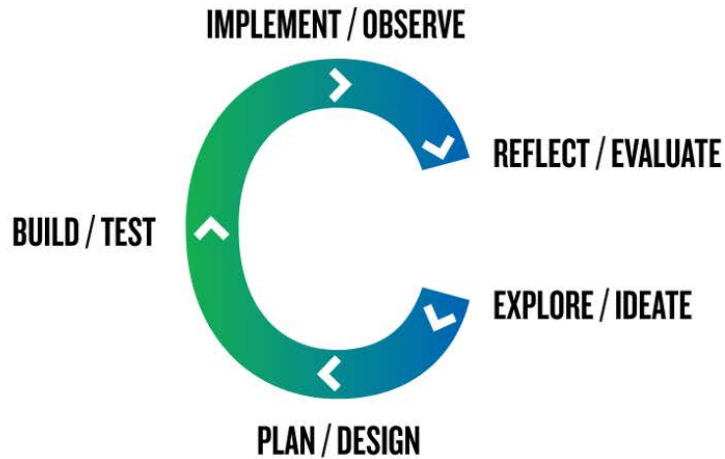 IMPLEMENT / OBSERVE
REFLECT / EVALUATE
BUILD / TEST
EXPLORE / IDEATE
PLAN / DESIGN